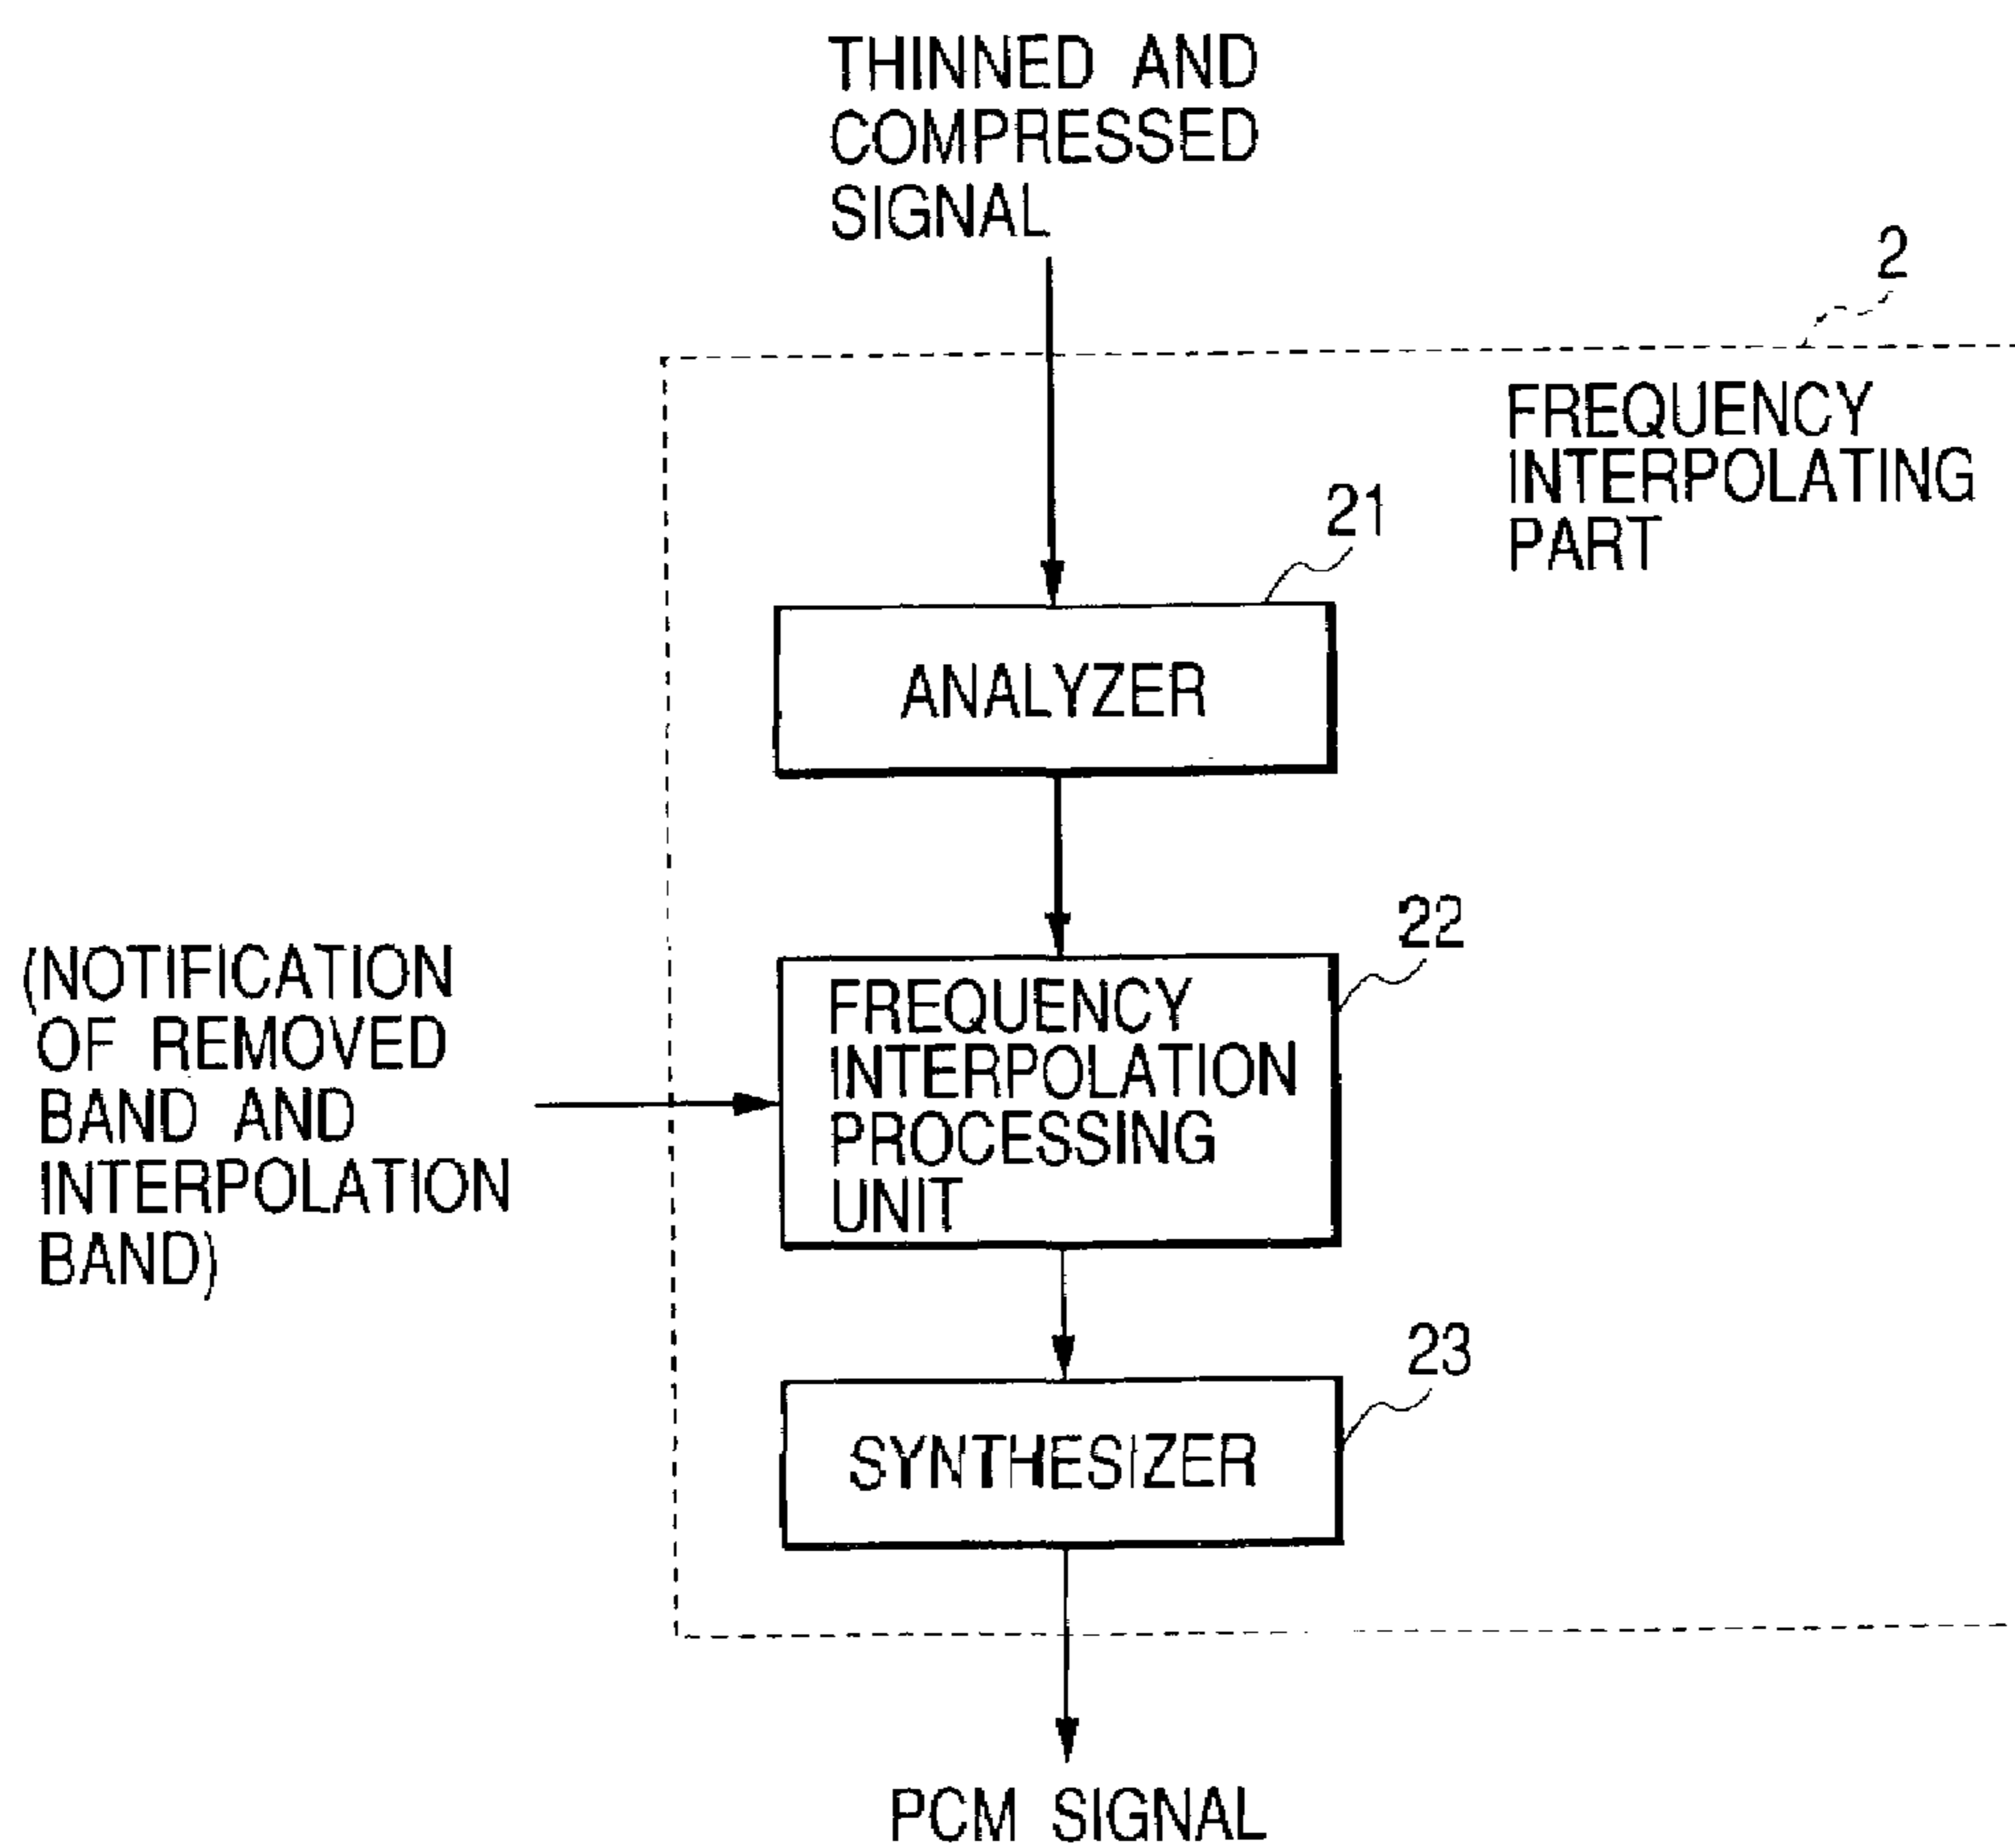 THINNED AND
COMPRESSED
SIGNAL
2
FREQUENCY
INTERPOLATING
PART
21
ANALYZER
22
(NOTIFICATION
OF REMOVED
BAND AND
INTERPOLATION
BAND)
FREQUENCY
INTERPOLATION
PROCESSING
UNIT
23
SYNTHESIZER
PCM SIGNAL